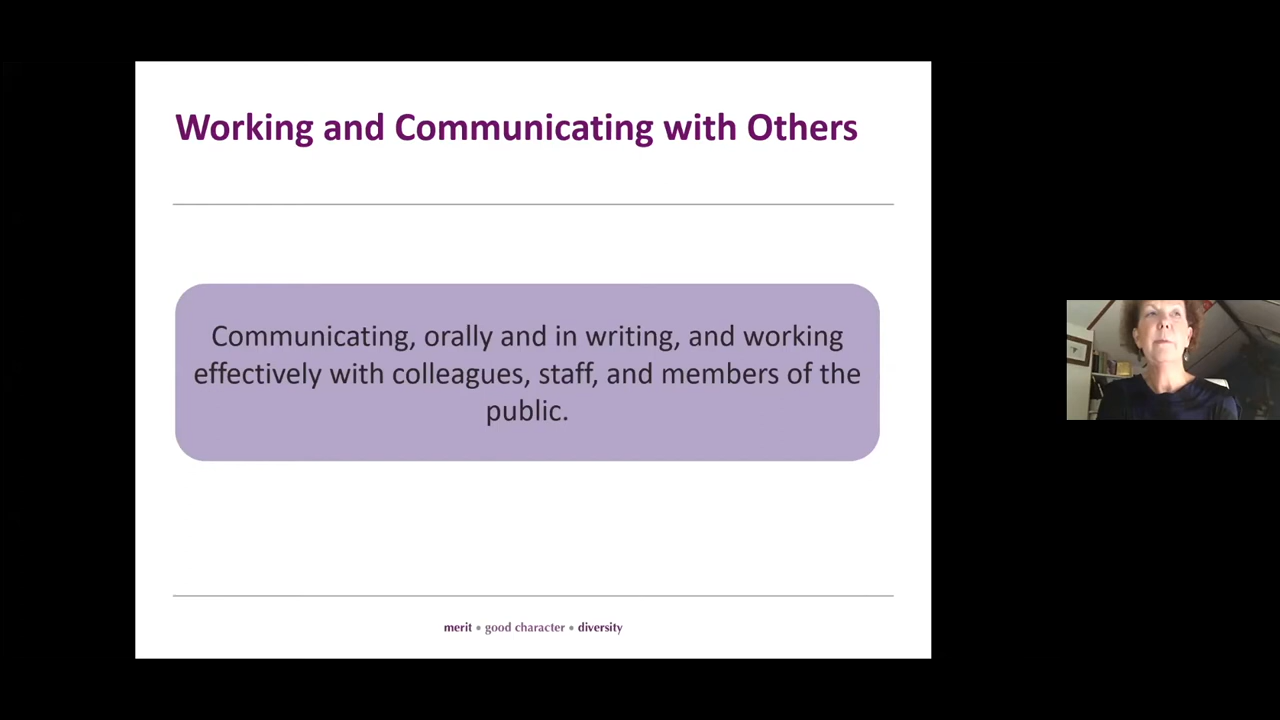 Working and Communicating with Others
Communicating, orally and in writing, and working
effectively with colleagues, staff, and members of the
public.
merit • good character • diversity